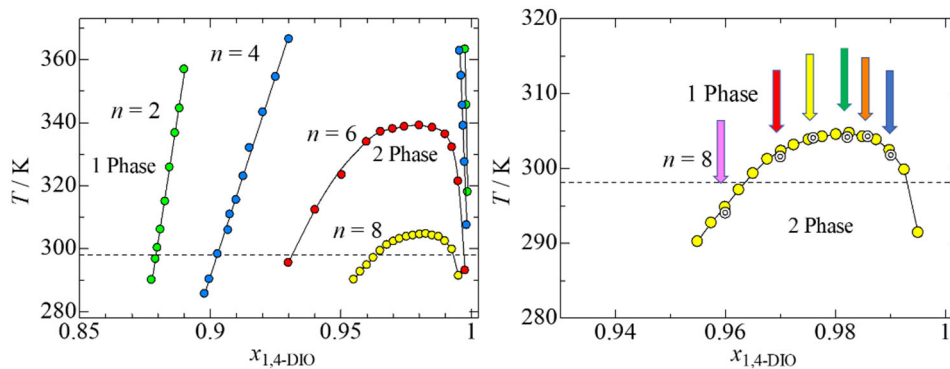 360
340
320
300
280
T / K
n = 2
n = 4
n = 6
n = 8
1 Phase
2 Phase
0.85
0.9
0.95
1
x1,4-DIO
320
310
300
290
280
T / K
1 Phase
n = 8
2 Phase
0.94
0.96
0.98
1
x1,4-DIO